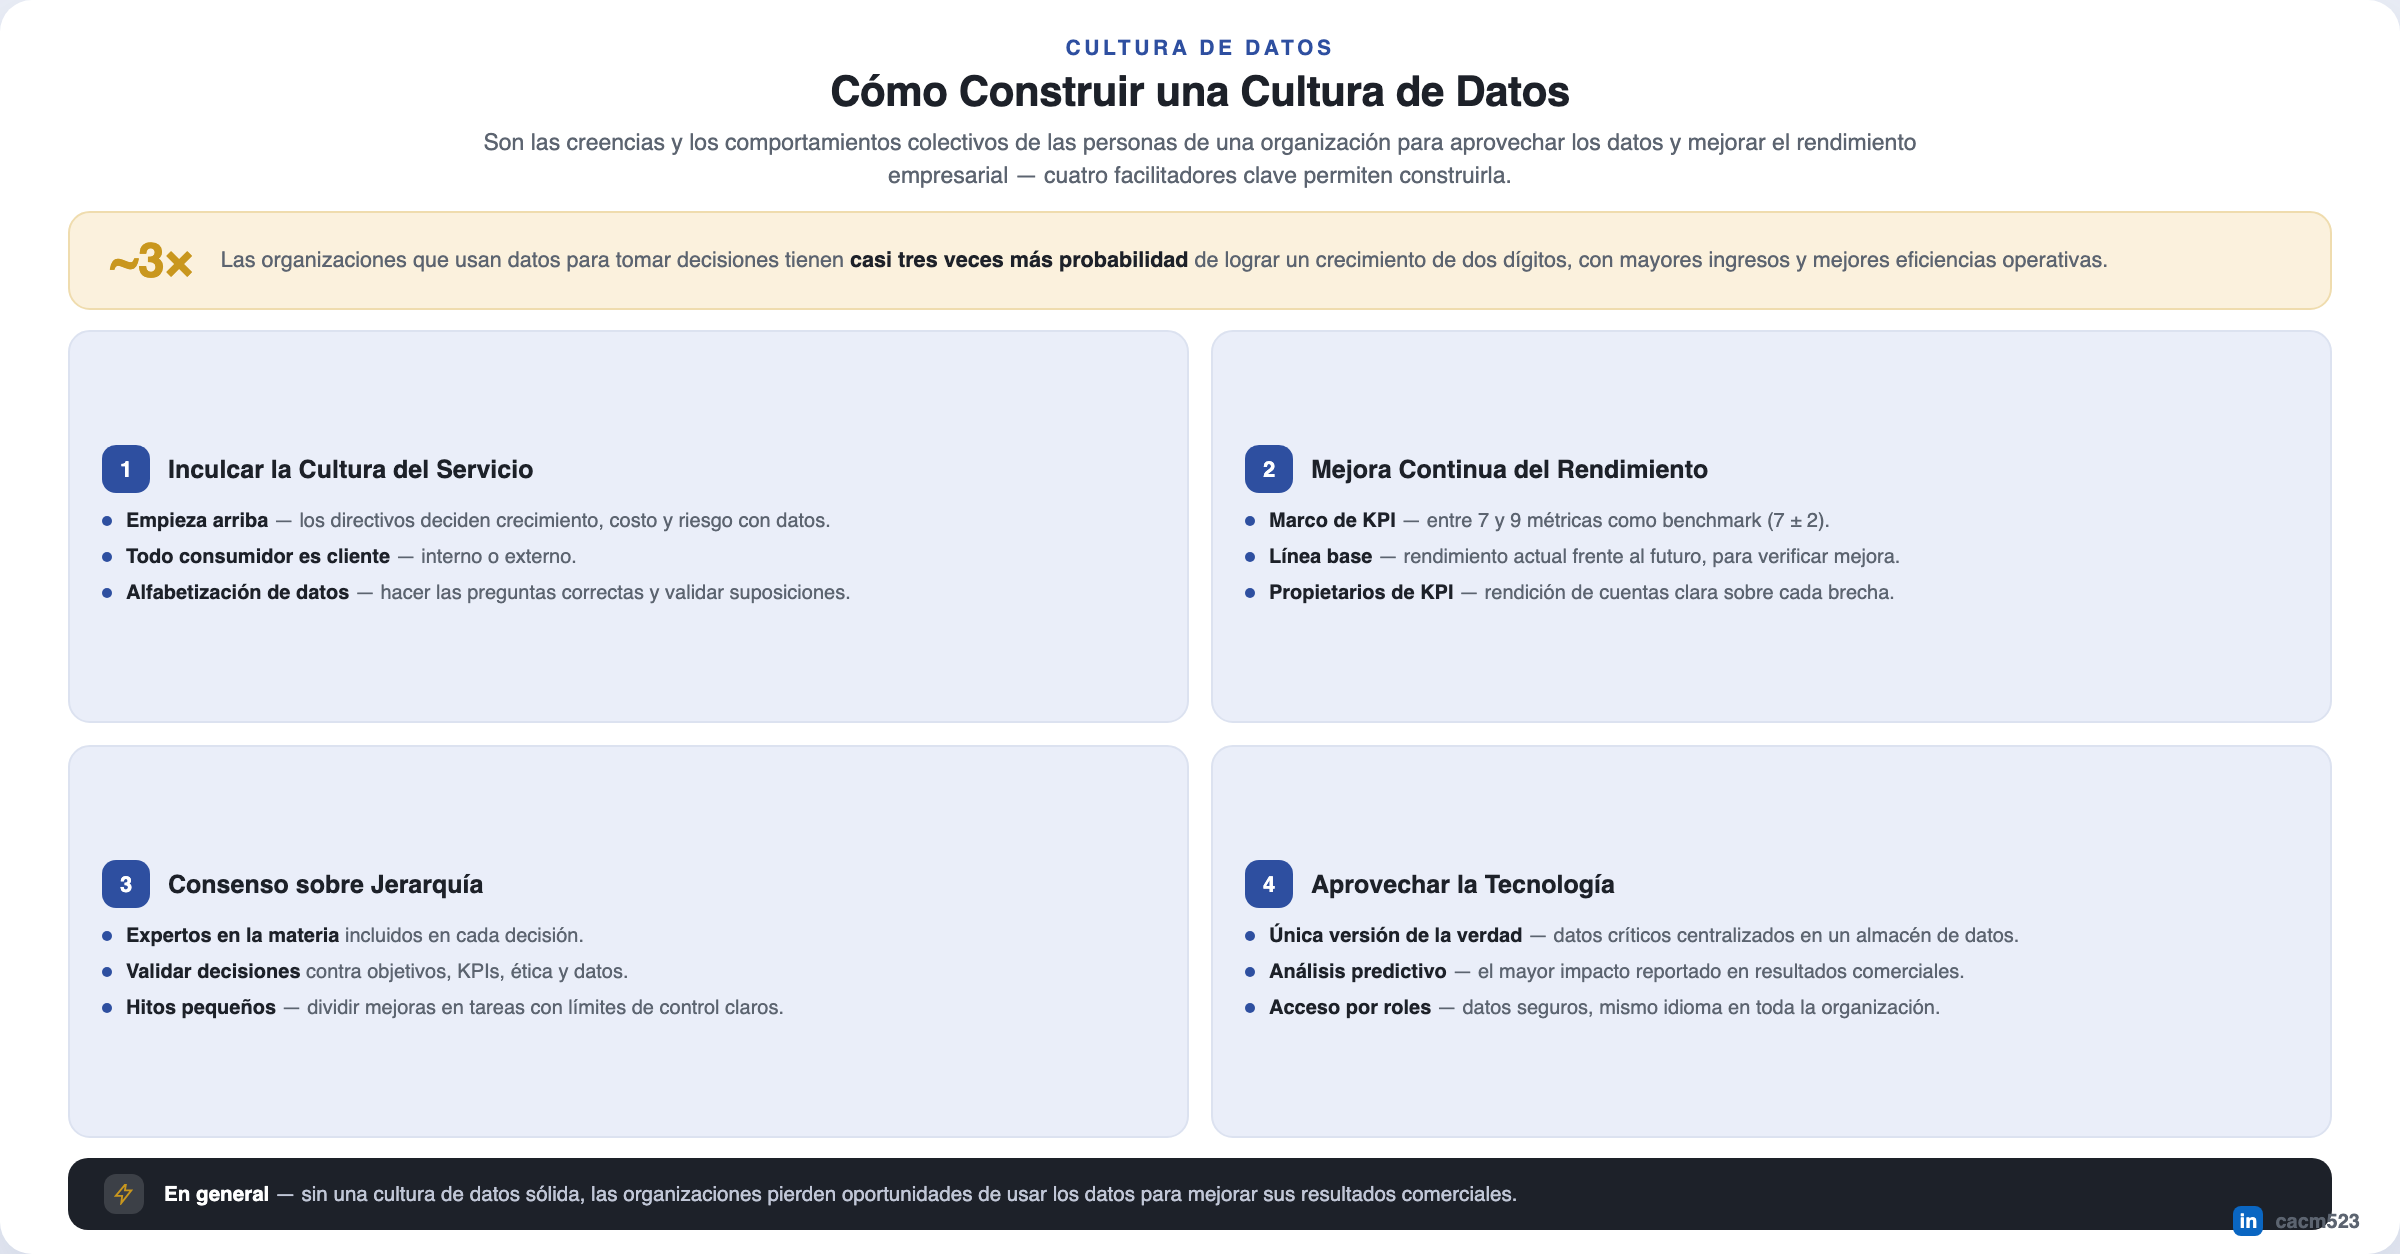 CULTURA DE DATOS
Cómo Construir una Cultura de Datos
Son las creencias y los comportamientos colectivos de las personas de una organización para aprovechar los datos y mejorar el rendimiento
empresarial — cuatro facilitadores clave permiten construirla.
~3× Las organizaciones que usan datos para tomar decisiones tienen casi tres veces más probabilidad de lograr un crecimiento de dos dígitos, con mayores ingresos y mejores eficiencias operativas.
1 Inculcar la Cultura del Servicio
Empieza arriba — los directivos deciden crecimiento, costo y riesgo con datos.
Todo consumidor es cliente — interno o externo.
Alfabetización de datos — hacer las preguntas correctas y validar suposiciones.
2 Mejora Continua del Rendimiento
Marco de KPI — entre 7 y 9 métricas como benchmark (7 ± 2).
Línea base — rendimiento actual frente al futuro, para verificar mejora.
Propietarios de KPI — rendición de cuentas clara sobre cada brecha.
3 Consenso sobre Jerarquía
Expertos en la materia incluidos en cada decisión.
Validar decisiones contra objetivos, KPIs, ética y datos.
Hitos pequeños — dividir mejoras en tareas con límites de control claros.
4 Aprovechar la Tecnología
Única versión de la verdad — datos críticos centralizados en un almacén de datos.
Análisis predictivo — el mayor impacto reportado en resultados comerciales.
Acceso por roles — datos seguros, mismo idioma en toda la organización.
En general — sin una cultura de datos sólida, las organizaciones pierden oportunidades de usar los datos para mejorar sus resultados comerciales.
in cacm523